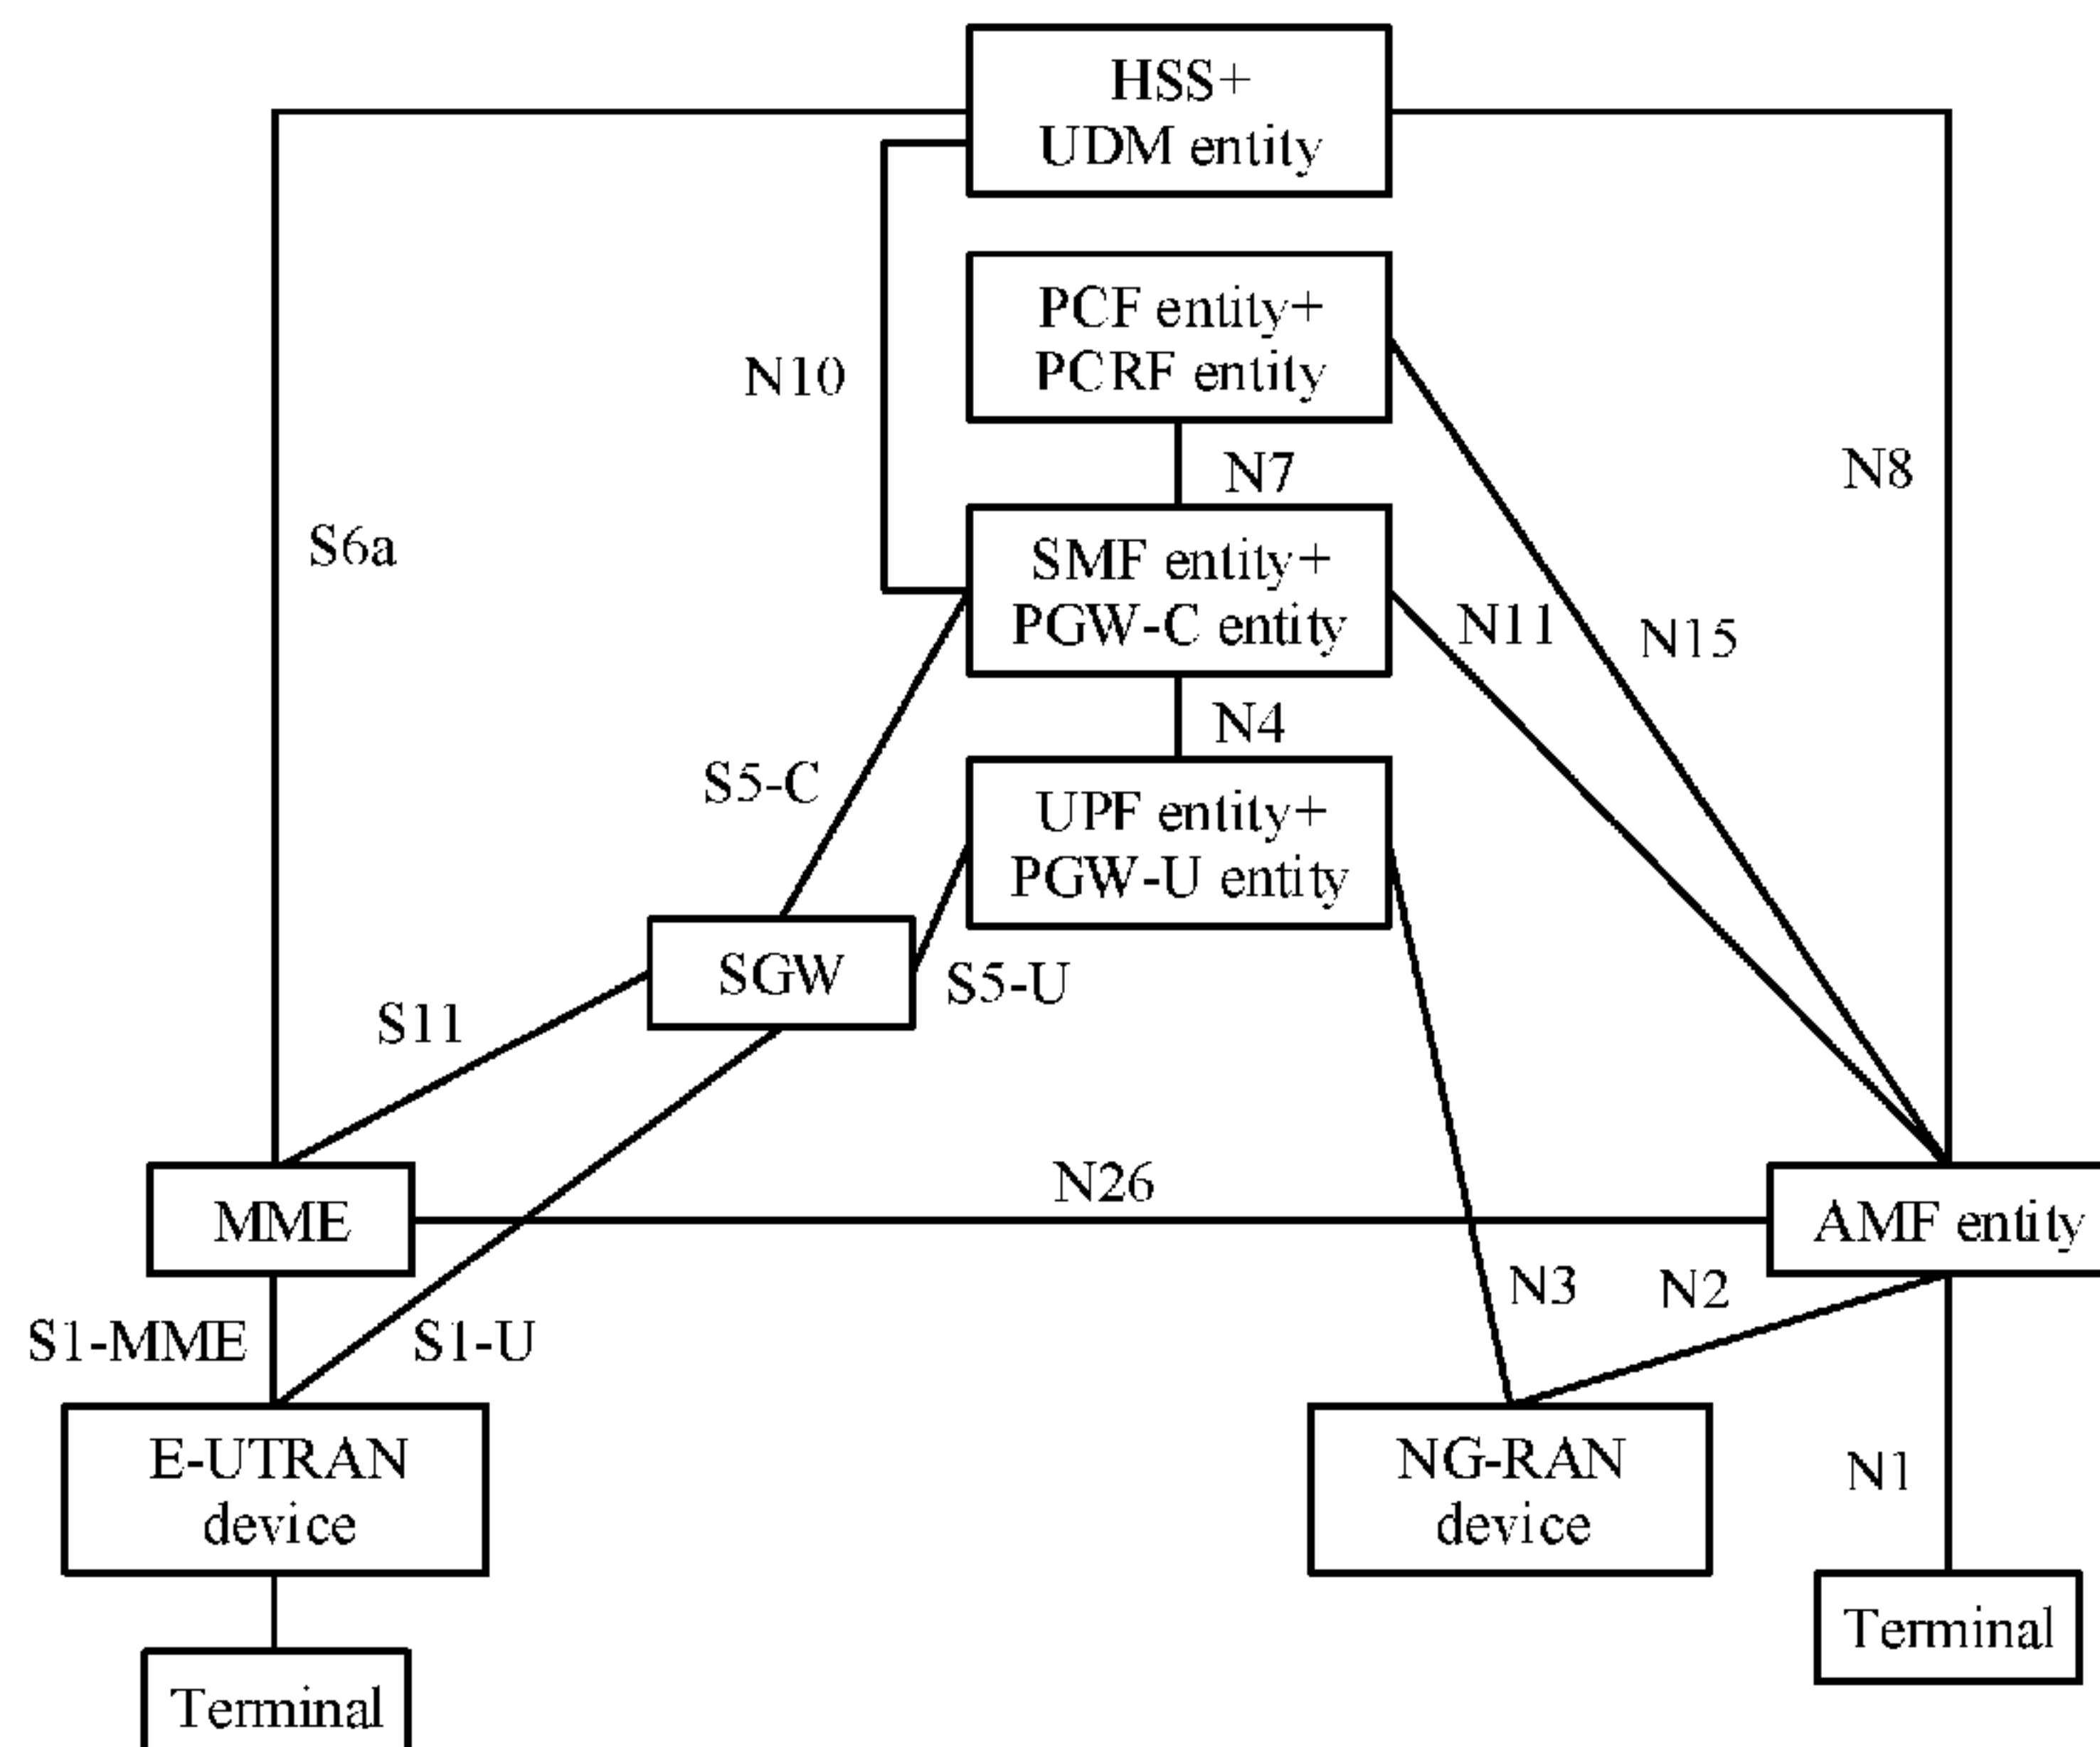 HSS+
UDM entity
PCF entity+
PCRF entity
N10
N7
N8
S6a
SMF entity+
PGW-C entity
N11
N15
N4
S5-C
UPF entity+
PGW-U entity
SGW
S5-U
S11
N26
MME
AMF entity
N3
N2
S1-MME
S1-U
E-UTRAN
device
NG-RAN
device
N1
Terminal
Terminal